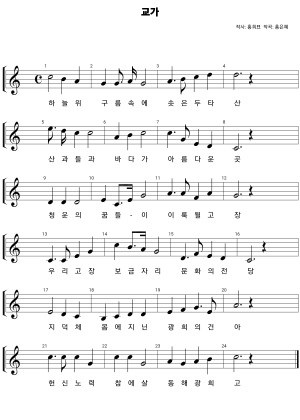 교가
작사: 홍희표 작곡: 홍은혜
1 2 3 4
하늘위 구름속에 솟은두타 산
5 6 7 8
산과들과 바다가 아름다운 곳
9 10 11 12
청운의 꿈들-이 이룩될고 장
13 14 15 16
우리고장 보금자리 문화의전 당
17 18 19 20
지덕체 몸에지닌 광희의건 아
21 22 23 24
헌신노력 참에살 동해광희 고